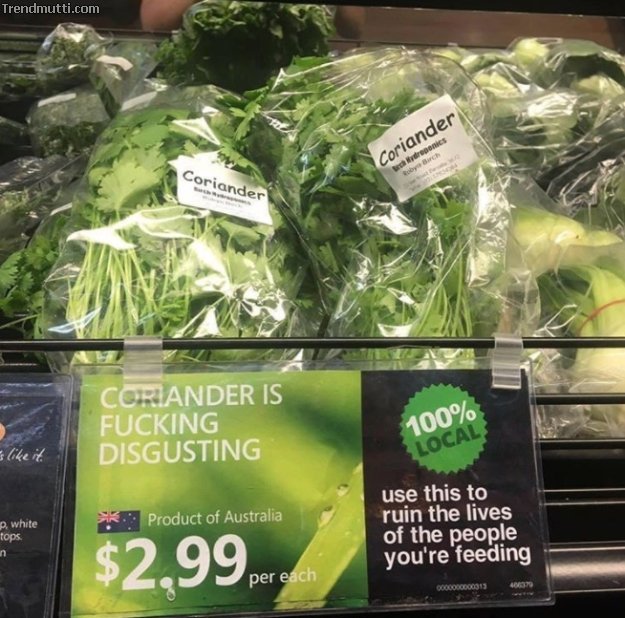 Trendmutti.com
Coriander
Birch Hydroponics
Coriander
Birch Hydroponics
Robyn Birch
CORIANDER IS
FUCKING
DISGUSTING
Product of Australia
$2.99 per each
100%
LOCAL
use this to
ruin the lives
of the people
you're feeding
0000000000313 466379
s like it.
p, white
tops.
n